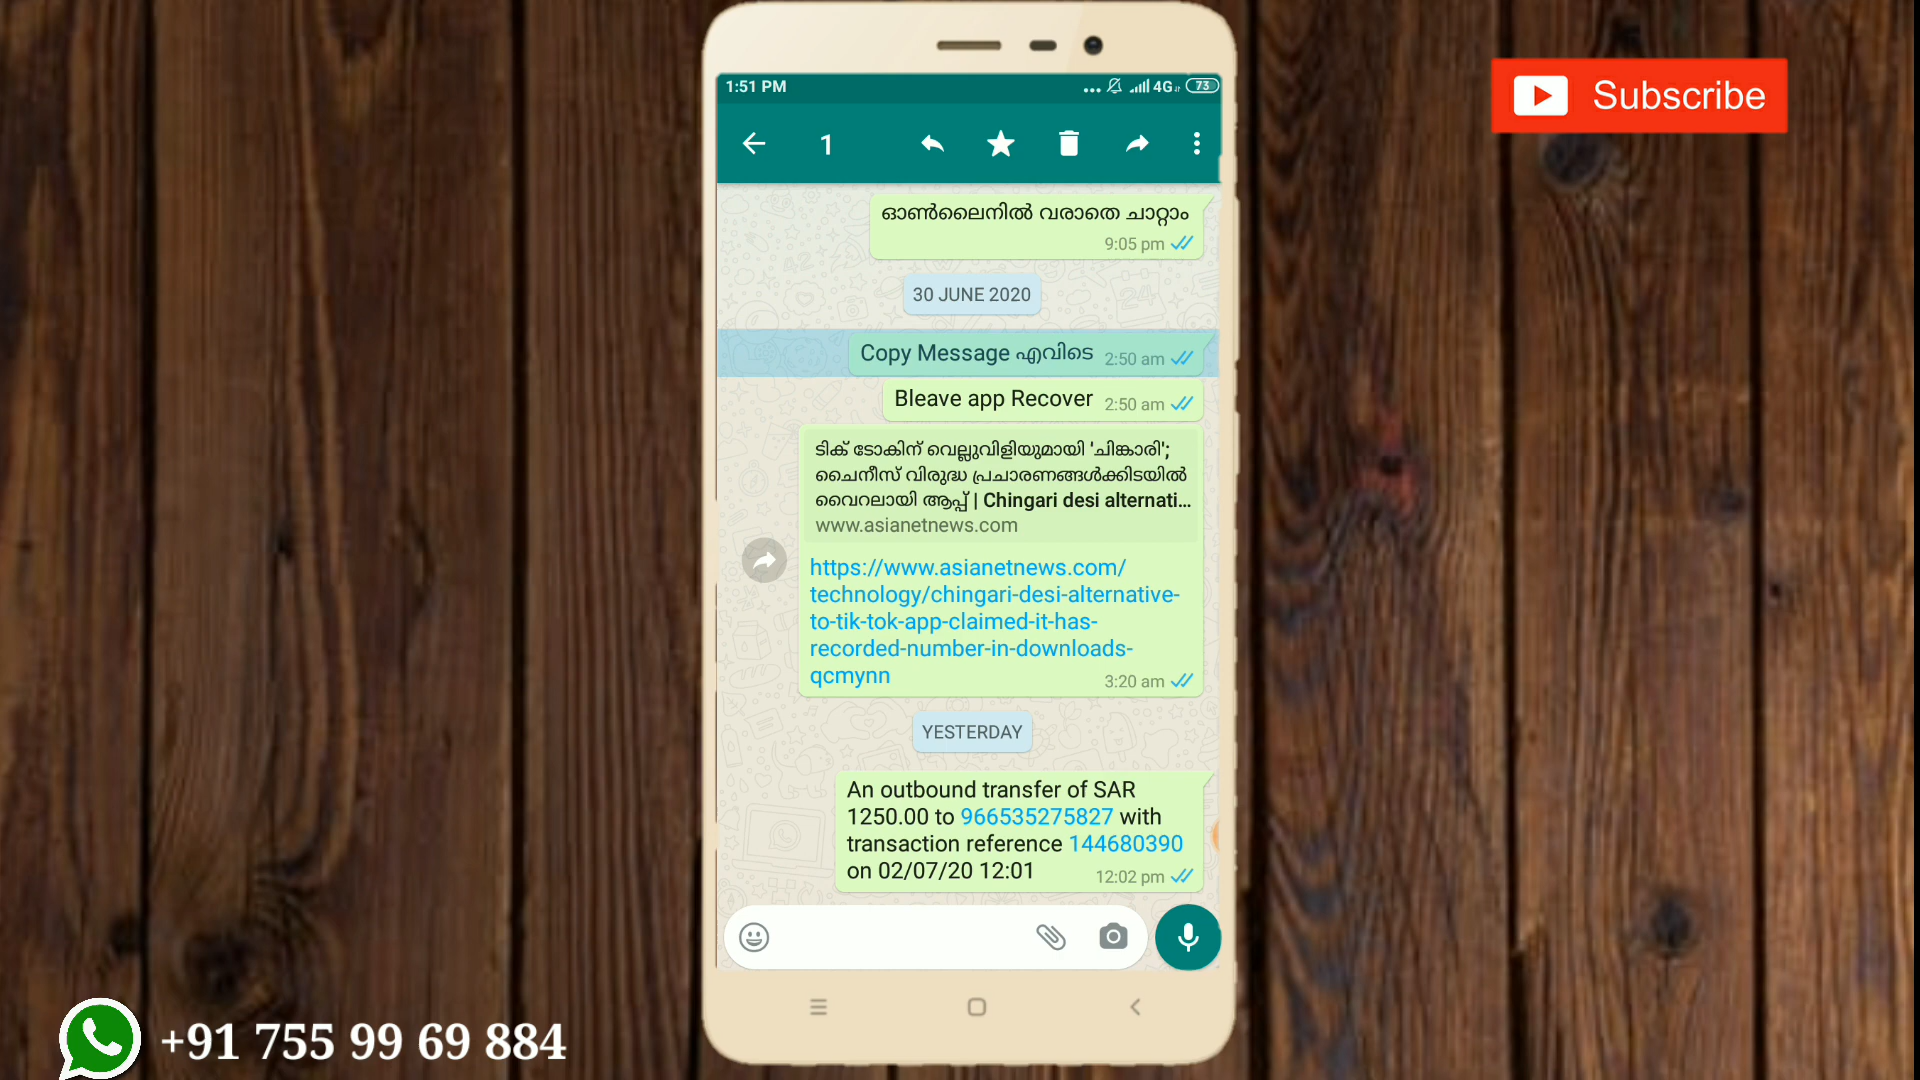 1:51 PM
4G
73
1
Subscribe
ഓൺലൈനിൽ വരാതെ ചാറ്റാം
9:05 pm
30 JUNE 2020
Copy Message എവിടെ 2:50 am
Bleave app Recover 2:50 am
ടിക് ടോകിന് വെല്ലുവിളിയുമായി 'ചിങ്കാരി';
ചൈനീസ് വിരുദ്ധ പ്രചാരണങ്ങൾക്കിടയിൽ
വൈറലായി ആപ്പ് | Chingari desi alternati...
www.asianetnews.com
https://www.asianetnews.com/
technology/chingari-desi-alternative-
to-tik-tok-app-claimed-it-has-
recorded-number-in-downloads-
qcmynn 3:20 am
YESTERDAY
An outbound transfer of SAR
1250.00 to 966535275827 with
transaction reference 144680390
on 02/07/20 12:01 12:02 pm
+91 755 99 69 884